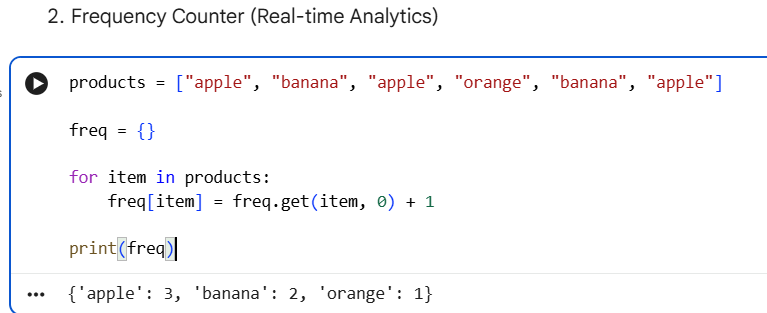 2. Frequency Counter (Real-time Analytics)
products = ["apple", "banana", "apple", "orange", "banana", "apple"]
freq = {}
for item in products:
    freq[item] = freq.get(item, 0) + 1
print(freq)
{'apple': 3, 'banana': 2, 'orange': 1}